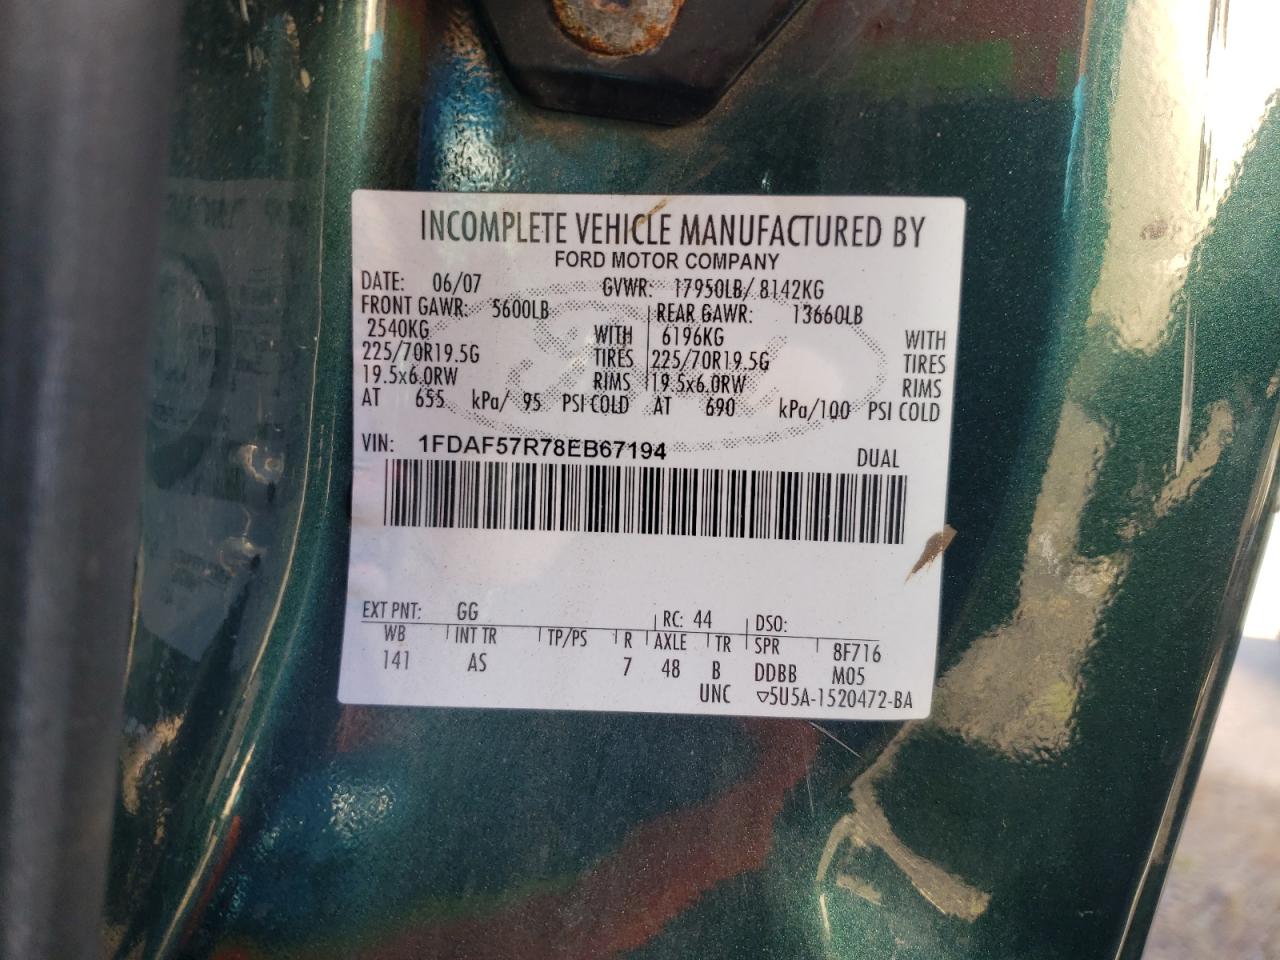 INCOMPLETE VEHICLE MANUFACTURED BY
FORD MOTOR COMPANY
DATE: 06/07 GVWR: 17950LB/ 8142KG
FRONT GAWR: 5600LB REAR GAWR: 13660LB
2540KG WITH 6196KG WITH
225/70R19.5G TIRES 225/70R19.5G TIRES
19.5x6.0RW RIMS 19.5x6.0RW RIMS
AT 655 kPa/ 95 PSI COLD AT 690 kPa/100 PSI COLD
VIN: 1FDAF57R78EB67194 DUAL
EXT PNT: GG RC: 44 DSO:
WB INT TR TP/PS R AXLE TR SPR 8F716
141 AS 7 48 B DDBB M05
UNC ▽5U5A-1520472-BA